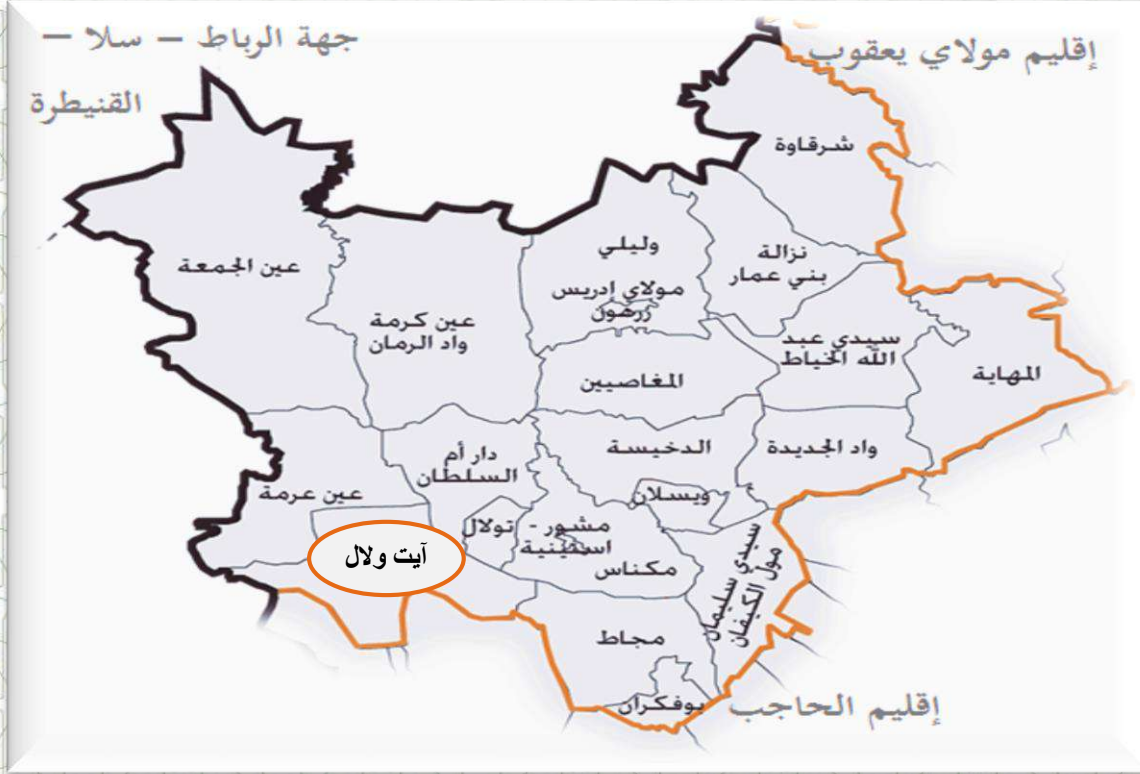 جهة الرباط – سلا –
القنيطرة
إقليم مولاي يعقوب
شرقاوة
وليلي
نزالة
بني عمار
عين الجمعة
مولاي إدريس
زرهون
عين كرمة
واد الرمان
سيدي عبد
الله الخياط
المهاية
المغاصيين
الدخيسة
واد الجديدة
دار أم
السلطان
عين عرمة
ويسلان
تولال
مشور -
استينية
مكناس
آيت ولال
سيدي سليمان
مول الكيفان
مجاط
بوفكران
إقليم الحاجب